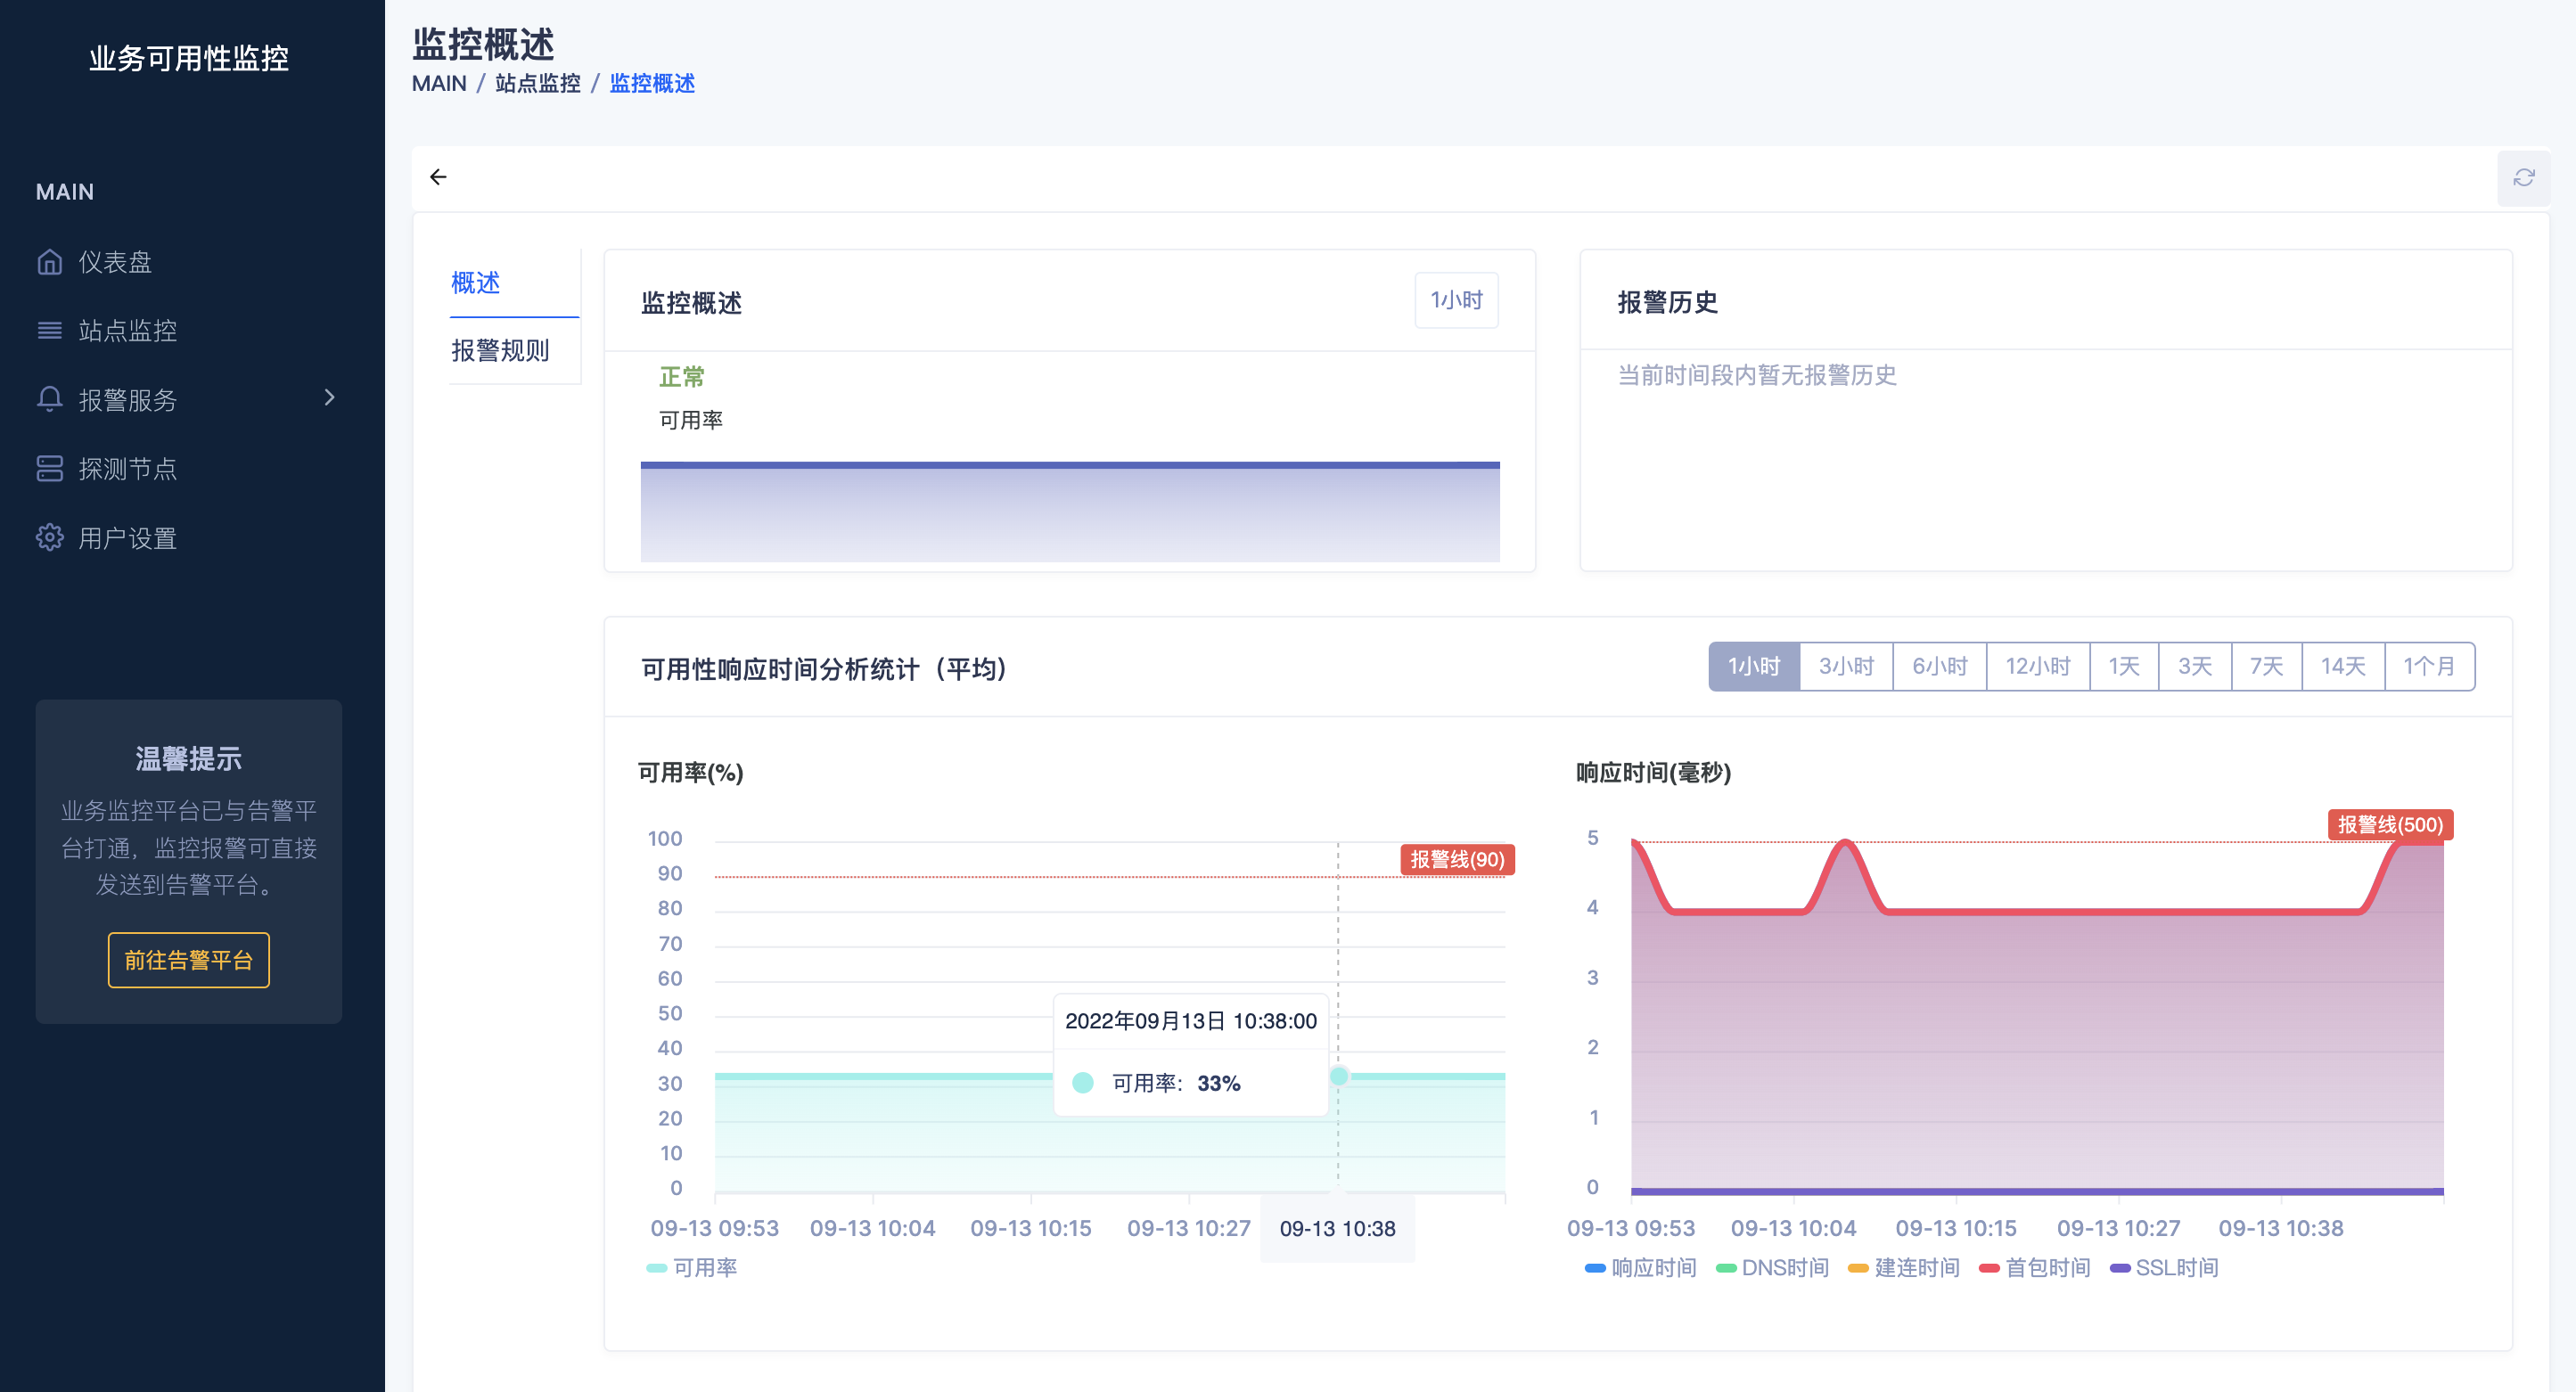 业务可用性监控
MAIN
仪表盘
站点监控
报警服务
探测节点
用户设置
温馨提示
业务监控平台已与告警平
台打通，监控报警可直接
发送到告警平台。
前往告警平台
监控概述
MAIN / 站点监控 / 监控概述
概述
报警规则
监控概述
1小时
正常
可用率
报警历史
当前时间段内暂无报警历史
可用性响应时间分析统计（平均）
1小时 3小时 6小时 12小时 1天 3天 7天 14天 1个月
可用率(%)
100
90
80
70
60
50
40
30
20
10
0
报警线(90)
2022年09月13日 10:38:00
可用率： 33%
09-13 09:53 09-13 10:04 09-13 10:15 09-13 10:27 09-13 10:38
可用率
响应时间(毫秒)
报警线(500)
5
4
3
2
1
0
09-13 09:53 09-13 10:04 09-13 10:15 09-13 10:27 09-13 10:38
响应时间 DNS时间 建连时间 首包时间 SSL时间